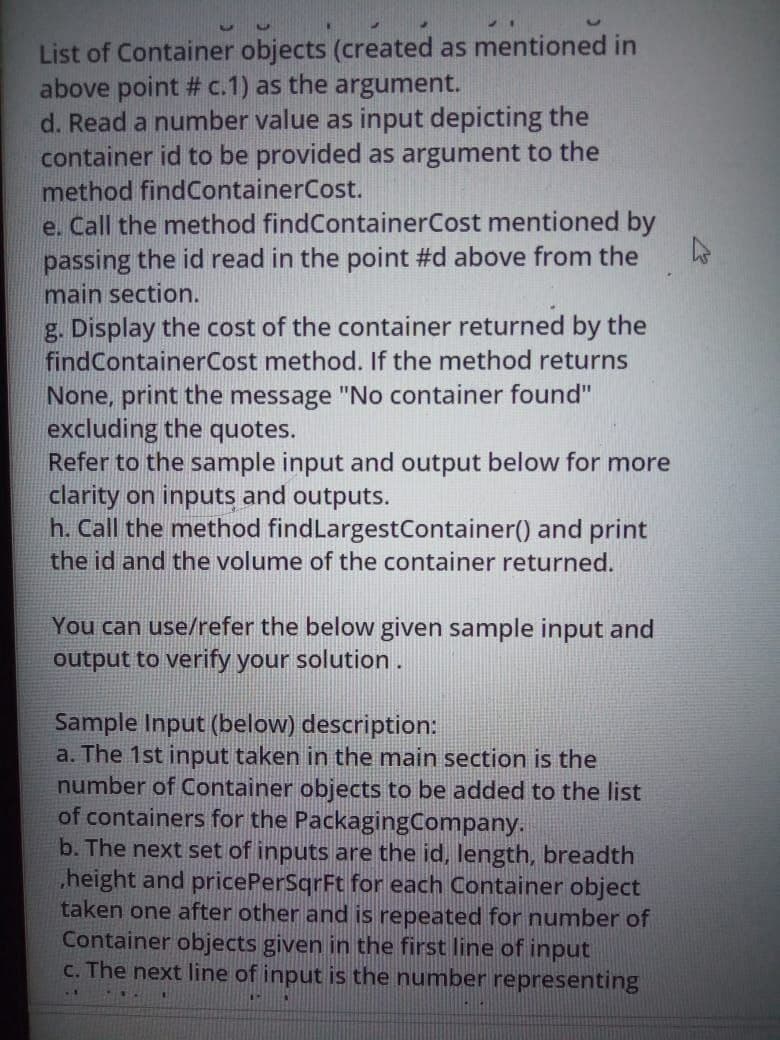 List of Container objects (created as mentioned in
above point # c.1) as the argument.
d. Read a number value as input depicting the
container id to be provided as argument to the
method findContainerCost.
e. Call the method findContainerCost mentioned by
passing the id read in the point #d above from the
main section.
g. Display the cost of the container returned by the
findContainerCost method. If the method returns
None, print the message "No container found"
excluding the quotes.
Refer to the sample input and output below for more
clarity on inputs and outputs.
h. Call the method findLargestContainer() and print
the id and the volume of the container returned.
You can use/refer the below given sample input and
output to verify your solution .
Sample Input (below) description:
a. The 1st input taken in the main section is the
number of Container objects to be added to the list
of containers for the PackagingCompany.
b. The next set of inputs are the id, length, breadth
,height and pricePerSqrFt for each Container object
taken one after other and is repeated for number of
Container objects given in the first line of input
c. The next line of input is the number representing